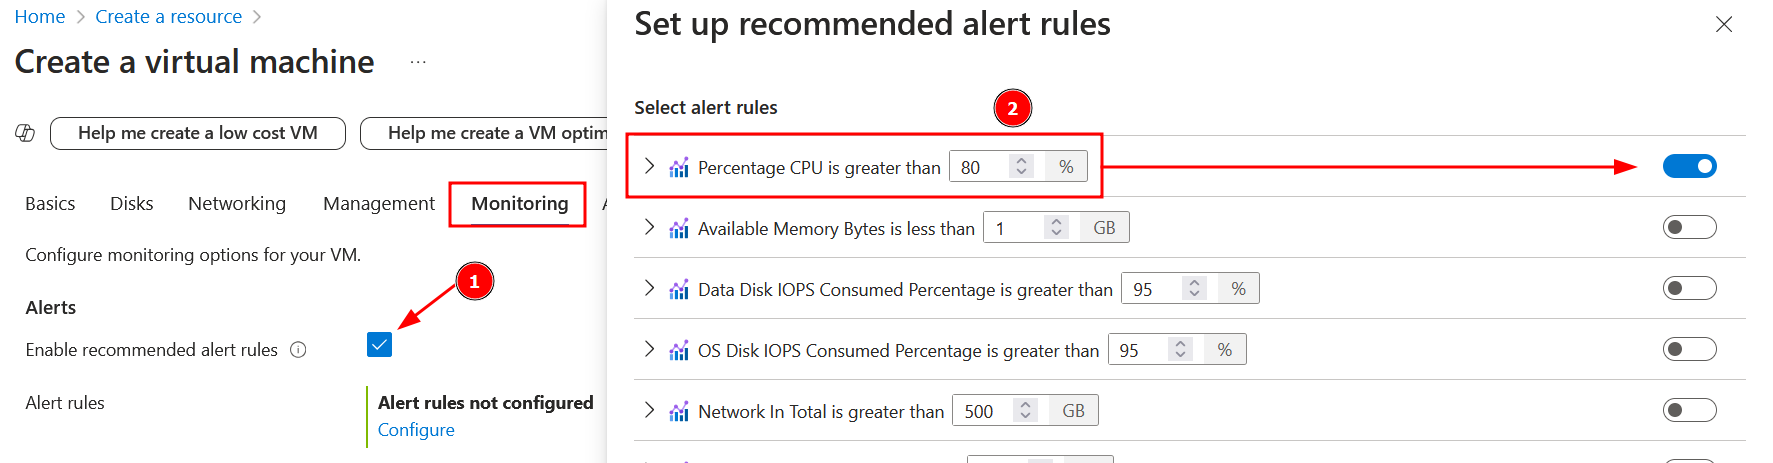 Home > Create a resource >
Create a virtual machine ...
Help me create a low cost VM
Help me create a VM optim
Basics Disks Networking Management Monitoring
Configure monitoring options for your VM.
1
Alerts
Enable recommended alert rules
Alert rules
Alert rules not configured
Configure
Set up recommended alert rules
Select alert rules
2
Percentage CPU is greater than 80 %
Available Memory Bytes is less than 1 GB
Data Disk IOPS Consumed Percentage is greater than 95 %
OS Disk IOPS Consumed Percentage is greater than 95 %
Network In Total is greater than 500 GB